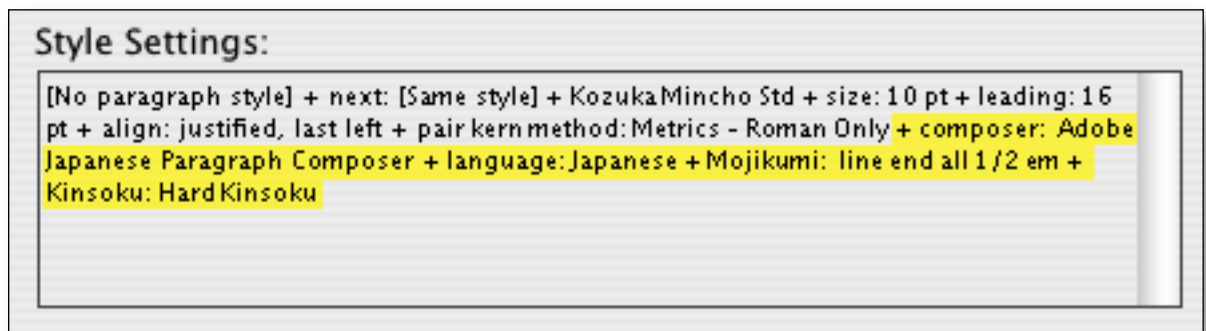 Style Settings:
[No paragraph style] + next: [Same style] + Kozuka Mincho Std + size: 10 pt + leading: 16
pt + align: justified, last left + pair kern method: Metrics - Roman Only + composer: Adobe
Japanese Paragraph Composer + language: Japanese + Mojikumi: line end all 1/2 em +
Kinsoku: Hard Kinsoku